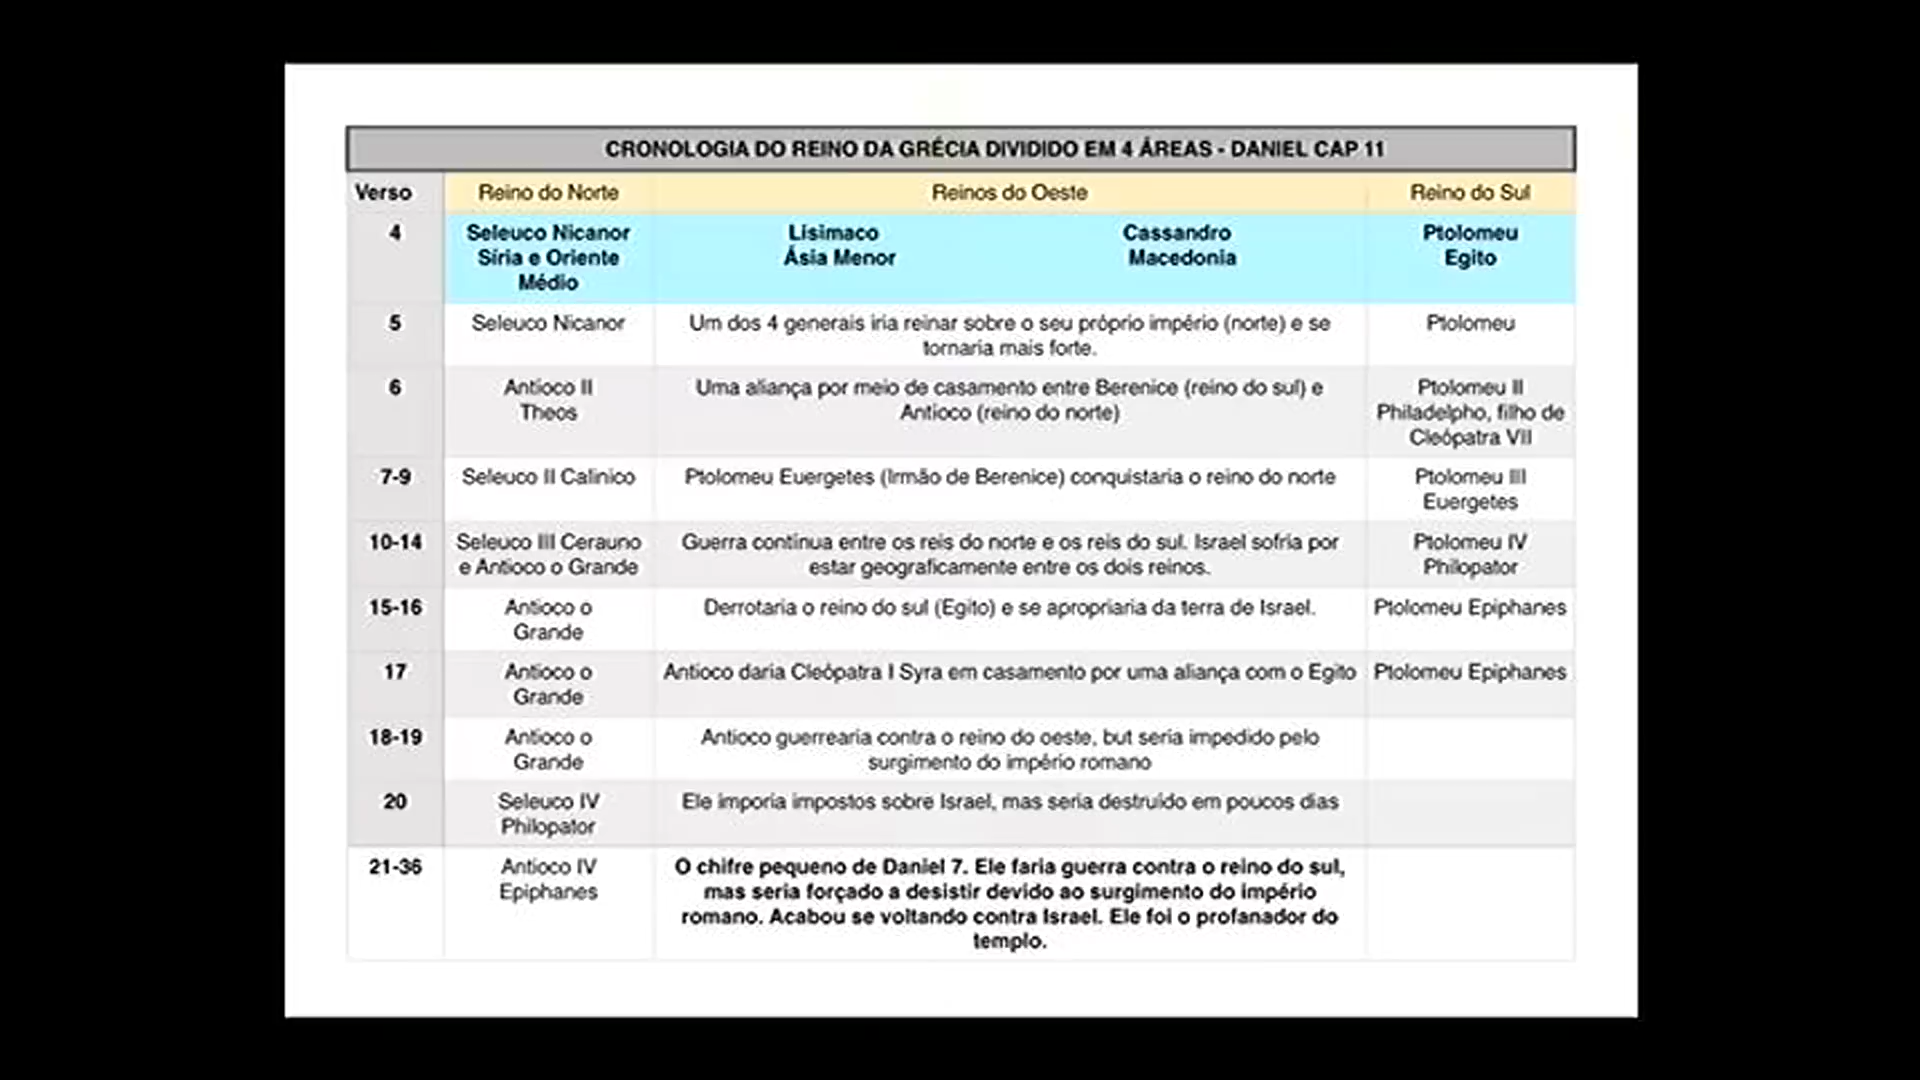 CRONOLOGIA DO REINO DA GRÉCIA DIVIDIDO EM 4 ÁREAS - DANIEL CAP 11
Verso Reino do Norte Reinos do Oeste Reino do Sul
4 Seleuco Nicanor Lisimaco Cassandro Ptolomeu
Síria e Oriente Ásia Menor Macedonia Egito
Médio
5 Seleuco Nicanor Um dos 4 generais iria reinar sobre o seu próprio império (norte) e se Ptolomeu
tornaria mais forte.
6 Antioco II Uma aliança por meio de casamento entre Berenice (reino do sul) e Ptolomeu II
Theos Antioco (reino do norte) Philadelpho, filho de
Cleópatra VII
7-9 Seleuco II Calinico Ptolomeu Euergetes (Irmão de Berenice) conquistaria o reino do norte Ptolomeu III
Euergetes
10-14 Seleuco III Cerauno Guerra continua entre os reis do norte e os reis do sul. Israel sofria por Ptolomeu IV
e Antioco o Grande estar geograficamente entre os dois reinos. Philopator
15-16 Antioco o Derrotaria o reino do sul (Egito) e se apropriaria da terra de Israel. Ptolomeu Epiphanes
Grande
17 Antioco o Antioco daria Cleópatra I Syra em casamento por uma aliança com o Egito Ptolomeu Epiphanes
Grande
18-19 Antioco o Antioco guerrearia contra o reino do oeste, but seria impedido pelo
Grande surgimento do império romano
20 Seleuco IV Ele imporia impostos sobre Israel, mas seria destruído em poucos dias
Philopator
21-36 Antioco IV O chifre pequeno de Daniel 7. Ele faria guerra contra o reino do sul,
Epiphanes mas seria forçado a desistir devido ao surgimento do império
romano. Acabou se voltando contra Israel. Ele foi o profanador do
templo.